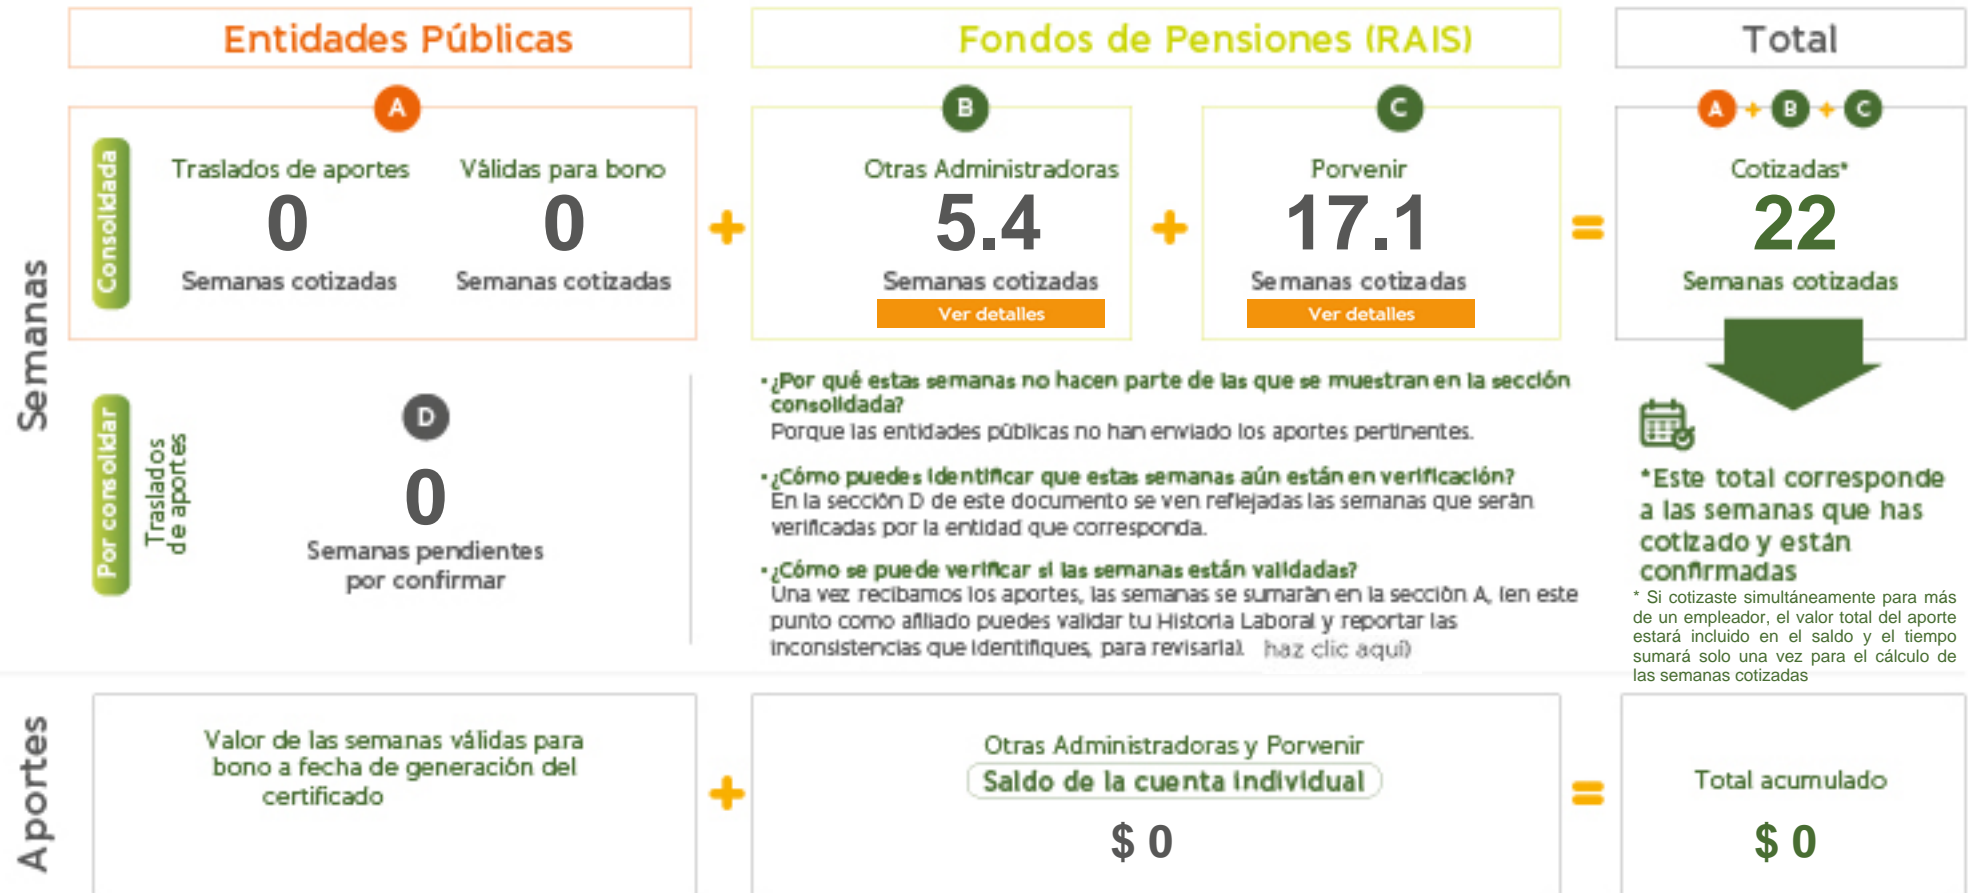 Entidades Públicas
Fondos de Pensiones (RAIS)
Total
Semanas
Consolidada
A
Traslados de aportes
0
Semanas cotizadas
Válidas para bono
0
Semanas cotizadas
+
B
Otras Administradoras
5.4
Semanas cotizadas
Ver detalles
+
C
Porvenir
17.1
Semanas cotizadas
Ver detalles
=
A + B + C
Cotizadas*
22
Semanas cotizadas
Por consolidar
Traslados
de aportes
D
0
Semanas pendientes
por confirmar
• ¿Por qué estas semanas no hacen parte de las que se muestran en la sección
consolidada?
Porque las entidades públicas no han enviado los aportes pertinentes.
• ¿Cómo puedes identificar que estas semanas aún están en verificación?
En la sección D de este documento se ven reflejadas las semanas que serán
verificadas por la entidad que corresponda.
• ¿Cómo se puede verificar si las semanas están validadas?
Una vez recibamos los aportes, las semanas se sumarán en la sección A, (en este
punto como afiliado puedes validar tu Historia Laboral y reportar las
inconsistencias que identifiques, para revisarla). haz clic aquí)
*Este total corresponde
a las semanas que has
cotizado y están
confirmadas
* Si cotizaste simultáneamente para más
de un empleador, el valor total del aporte
estará incluido en el saldo y el tiempo
sumará solo una vez para el cálculo de
las semanas cotizadas
Aportes
Valor de las semanas válidas para
bono a fecha de generación del
certificado
+
Otras Administradoras y Porvenir
Saldo de la cuenta individual
$ 0
=
Total acumulado
$ 0